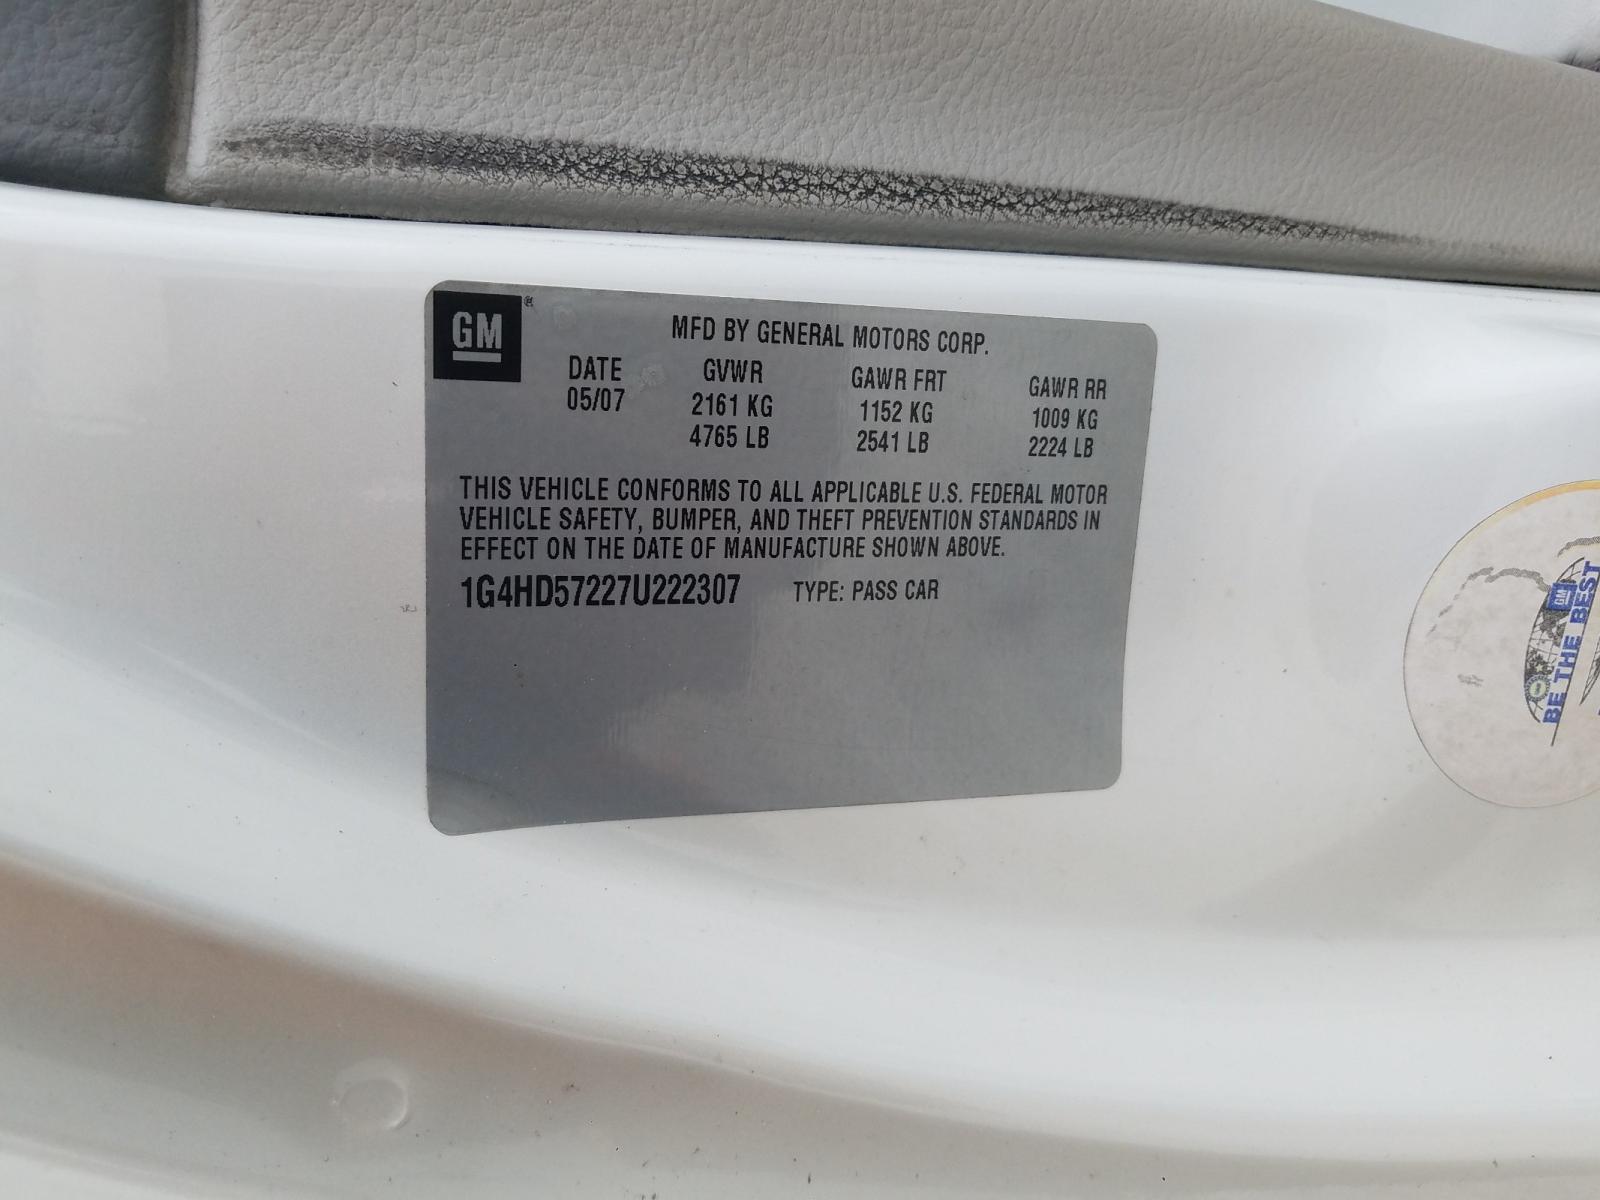 GM ®
MFD BY GENERAL MOTORS CORP.
DATE GVWR GAWR FRT GAWR RR
05/07 2161 KG 1152 KG 1009 KG
4765 LB 2541 LB 2224 LB
THIS VEHICLE CONFORMS TO ALL APPLICABLE U.S. FEDERAL MOTOR
VEHICLE SAFETY, BUMPER, AND THEFT PREVENTION STANDARDS IN
EFFECT ON THE DATE OF MANUFACTURE SHOWN ABOVE.
1G4HD57227U222307 TYPE: PASS CAR
GM
BE THE BEST